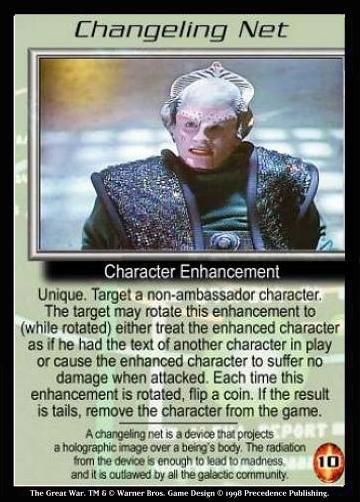 Changeling Net
Character Enhancement
Unique. Target a non-ambassador character.
The target may rotate this enhancement to
(while rotated) either treat the enhanced character
as if he had the text of another character in play
or cause the enhanced character to suffer no
damage when attacked. Each time this
enhancement is rotated, flip a coin. If the result
is tails, remove the character from the game.
A changeling net is a device that projects
a holographic image over a being's body. The radiation
from the device is enough to lead to madness,
and it is outlawed by all the galactic community.
10
The Great War. TM & © Warner Bros. Game Design © 1998 Precedence Publishing.